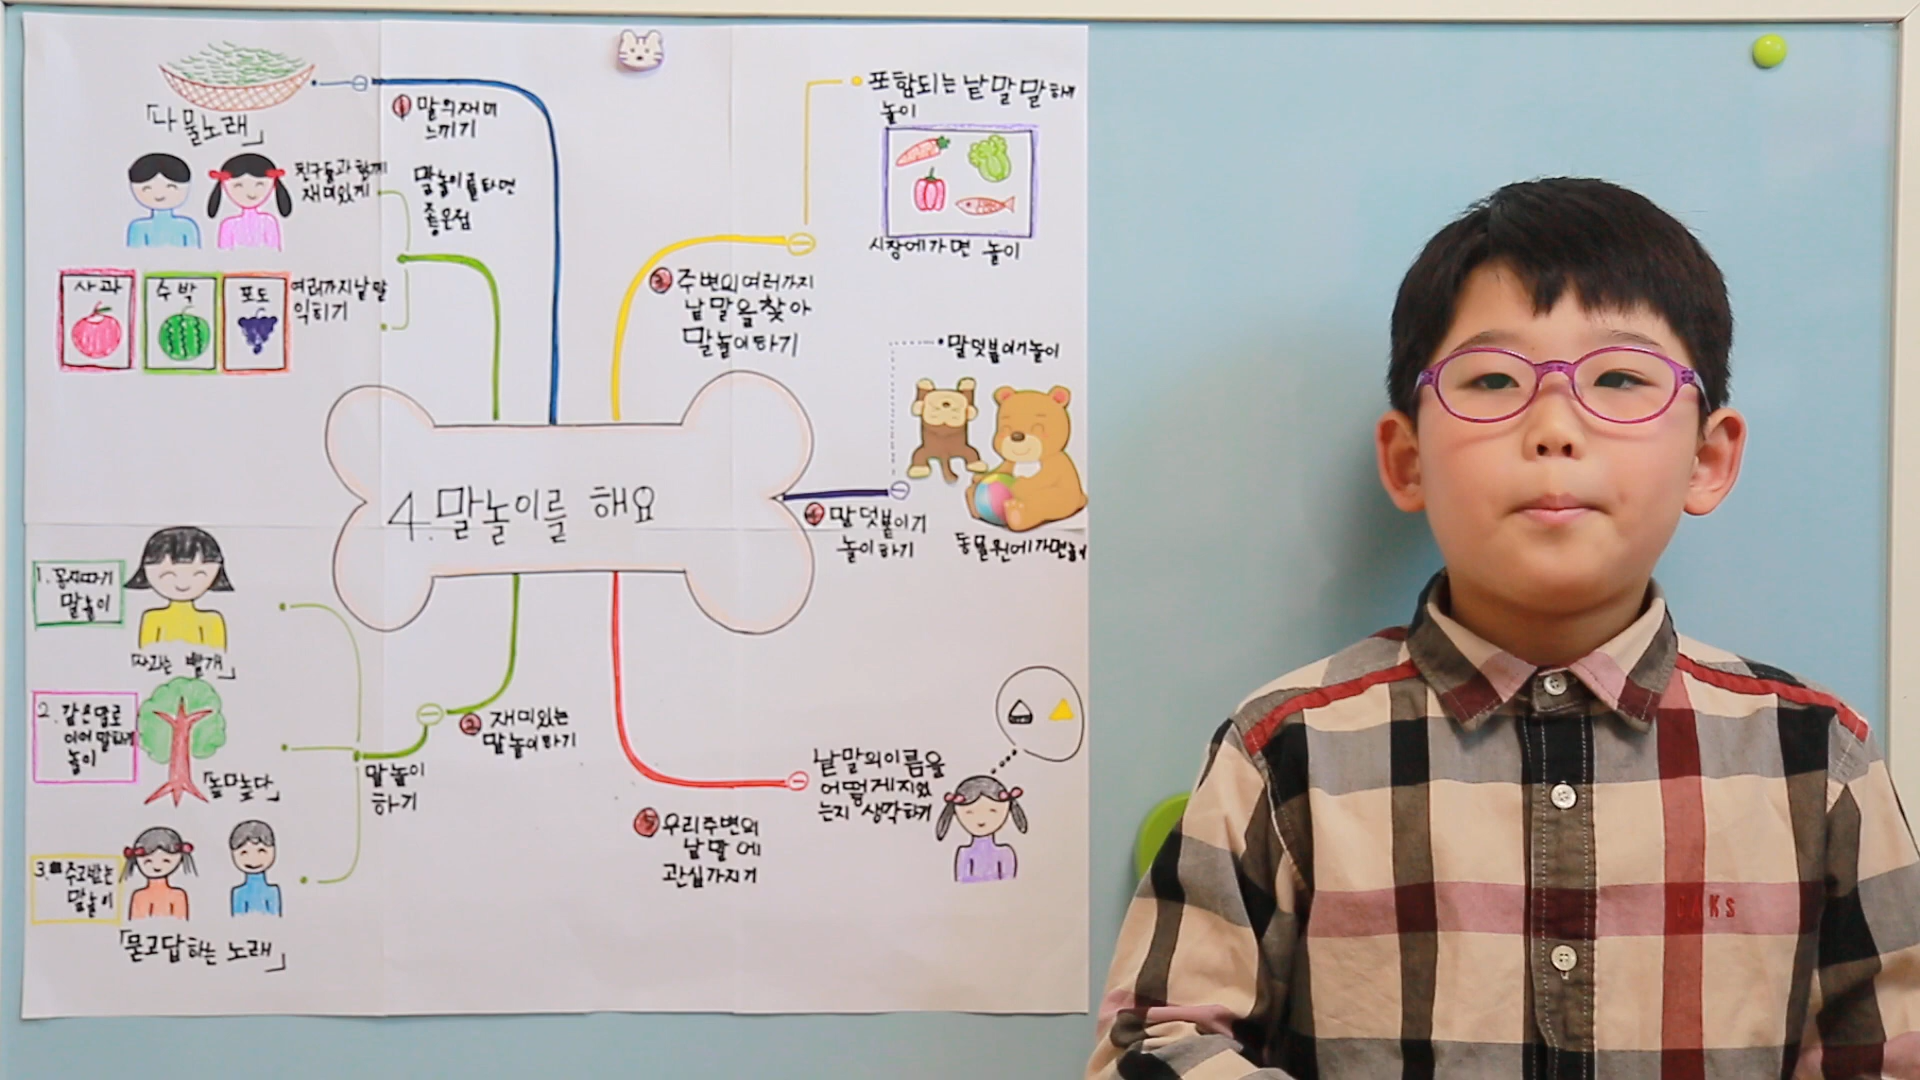 「나물노래」
① 말의재미
느끼기
친구들과 함께
재미있게
말놀이를하면
좋은점
사과
수박
포도
여러가지낱말
익히기
포함되는 낱말 말하기
놀이
시장에가면 놀이
③ 주변의여러가지
낱말을찾아
말놀이하기
말덧붙이기놀이
4. 말놀이를 해요
④ 말덧붙이기
놀이하기
동물원에가면놀이
1. 꽁지따기
말놀이
「사과는 빨개」
2. 같은말로
이어말하기
놀이
「높다높다」
② 재미있는
말놀이하기
말놀이
하기
3. 주고받는
말놀이
「묻고답하는 노래」
⑤ 우리주변의
낱말에
관심가지기
낱말의이름을
어떻게지었
는지 생각하기